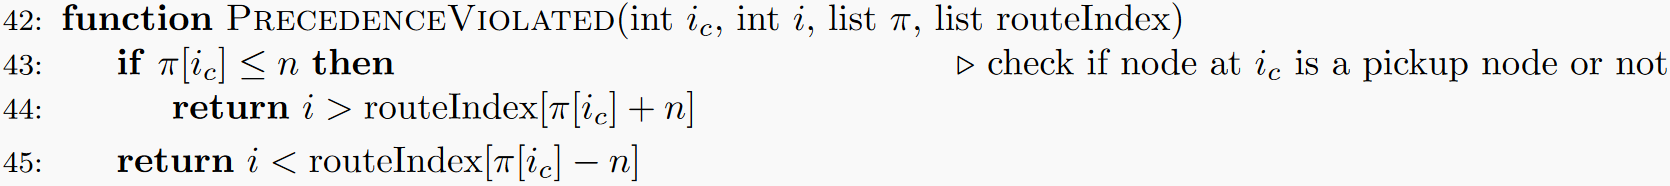 42: function PRECEDENCEVIOLATED(int i_c, int i, list π, list routeIndex)
43: if π[i_c] ≤ n then ▷ check if node at i_c is a pickup node or not
44: return i > routeIndex[π[i_c] + n]
45: return i < routeIndex[π[i_c] − n]